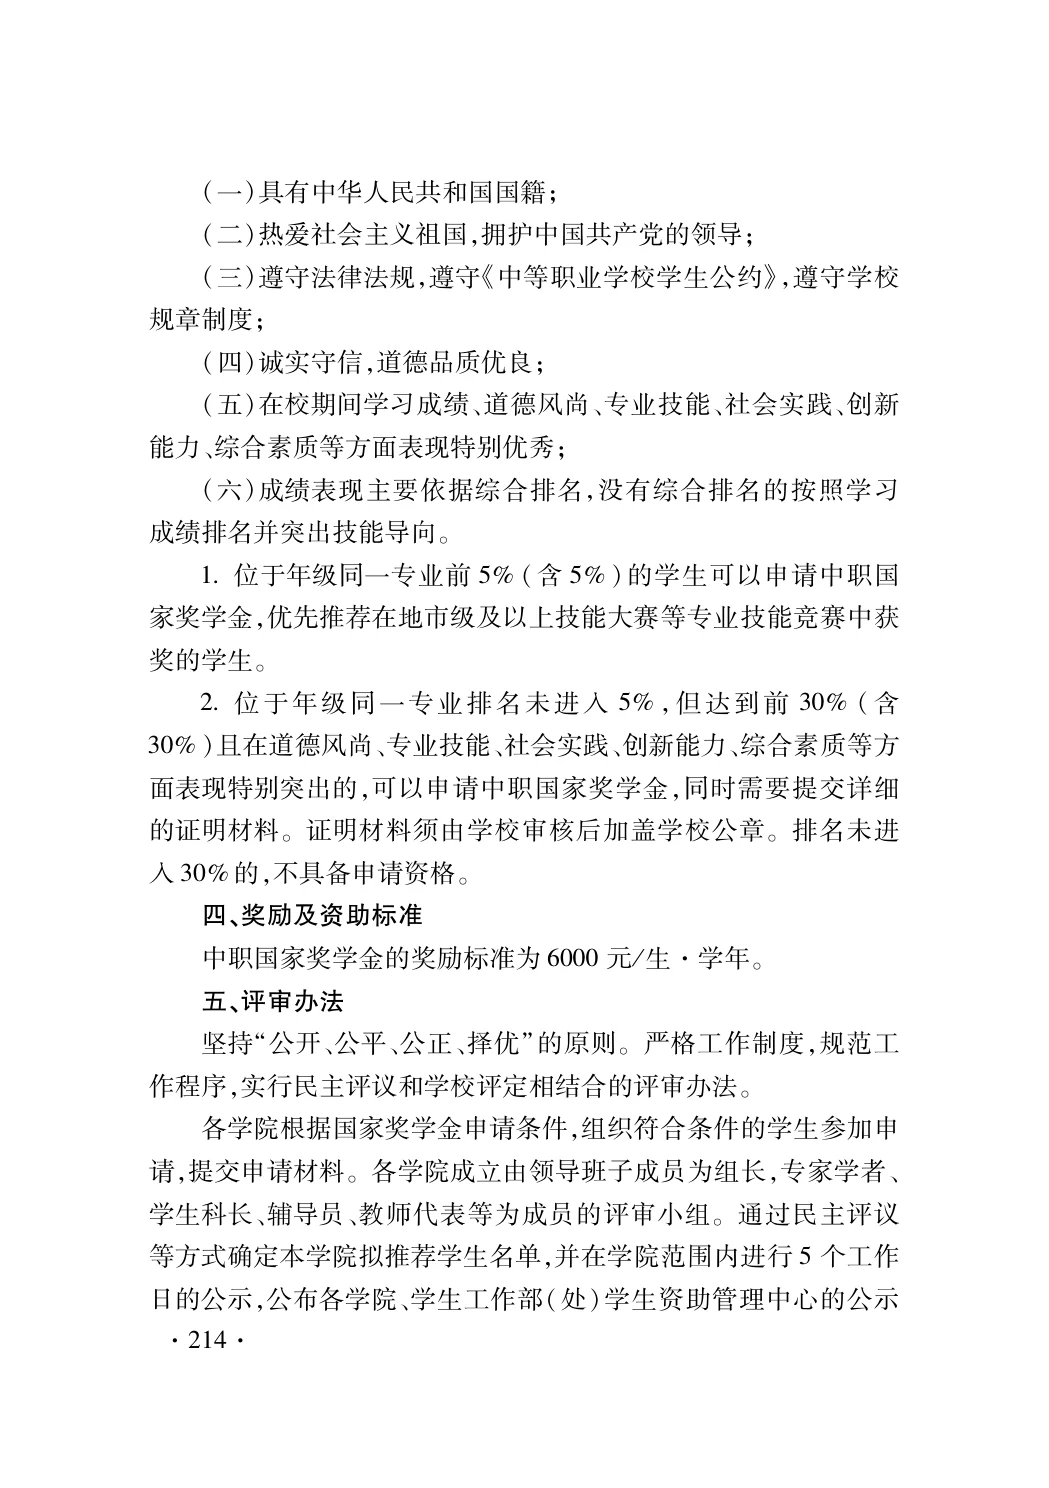 (一)具有中华人民共和国国籍;
(二)热爱社会主义祖国,拥护中国共产党的领导;
(三)遵守法律法规,遵守《中等职业学校学生公约》,遵守学校
规章制度;
(四)诚实守信,道德品质优良;
(五)在校期间学习成绩、道德风尚、专业技能、社会实践、创新
能力、综合素质等方面表现特别优秀;
(六)成绩表现主要依据综合排名,没有综合排名的按照学习
成绩排名并突出技能导向。
1. 位于年级同一专业前 5%(含 5%)的学生可以申请中职国
家奖学金,优先推荐在地市级及以上技能大赛等专业技能竞赛中获
奖的学生。
2. 位于年级同一专业排名未进入 5%,但达到前 30%(含
30%)且在道德风尚、专业技能、社会实践、创新能力、综合素质等方
面表现特别突出的,可以申请中职国家奖学金,同时需要提交详细
的证明材料。证明材料须由学校审核后加盖学校公章。排名未进
入 30%的,不具备申请资格。
四、奖励及资助标准
中职国家奖学金的奖励标准为 6000 元/生·学年。
五、评审办法
坚持“公开、公平、公正、择优”的原则。严格工作制度,规范工
作程序,实行民主评议和学校评定相结合的评审办法。
各学院根据国家奖学金申请条件,组织符合条件的学生参加申
请,提交申请材料。各学院成立由领导班子成员为组长,专家学者、
学生科长、辅导员、教师代表等为成员的评审小组。通过民主评议
等方式确定本学院拟推荐学生名单,并在学院范围内进行 5 个工作
日的公示,公布各学院、学生工作部(处)学生资助管理中心的公示
·214·